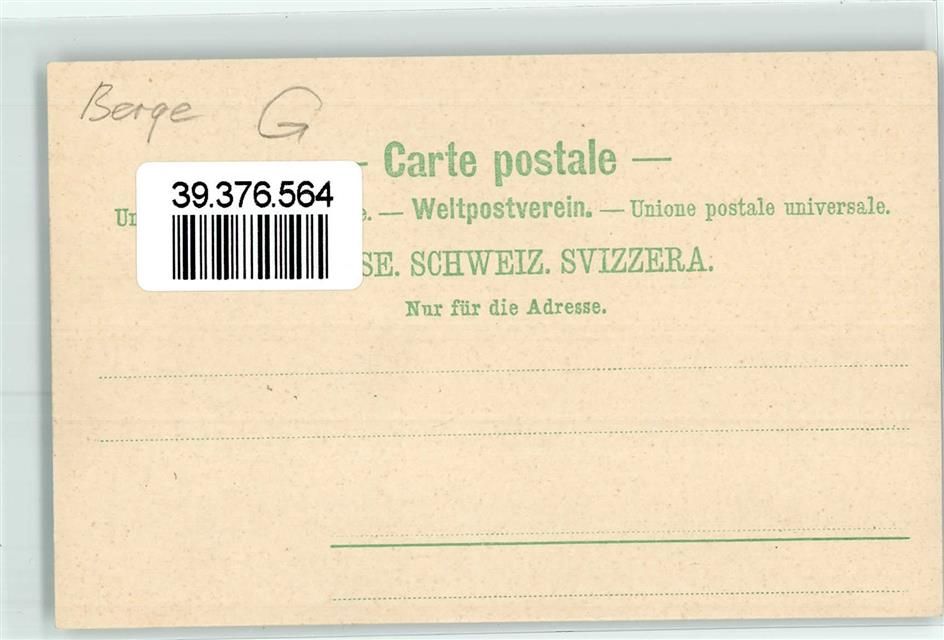 Berge G
— Carte postale —
39.376.564
— Weltpostverein. — Unione postale universale.
SE. SCHWEIZ. SVIZZERA.
Nur für die Adresse.